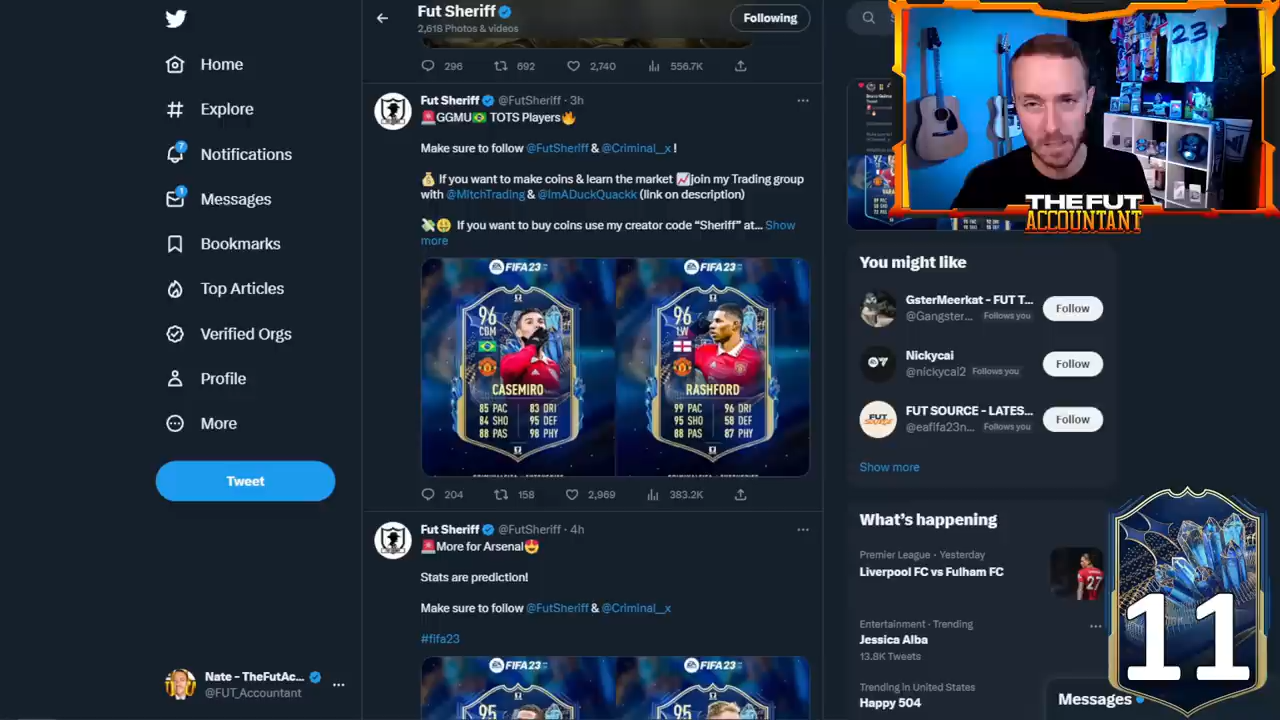 Home
Explore
7
Notifications
1
Messages
Bookmarks
Top Articles
Verified Orgs
Profile
More
Tweet
Nate - TheFutAc...
@FUT_Accountant
Fut Sheriff
2,618 Photos & videos
Following
296
692
2,740
556.7K
Fut Sheriff @FutSheriff · 3h
🚨GGMU🇧🇷 TOTS Players🔥
Make sure to follow @FutSheriff & @Criminal__x !
💰 If you want to make coins & learn the market 📈join my Trading group
with @MitchTrading & @ImADuckQuackk (link on description)
💸🤑 If you want to buy coins use my creator code “Sheriff” at... Show
more
FIFA23
96
CDM
CASEMIRO
85 PAC 83 DRI
84 SHO 95 DEF
88 PAS 98 PHY
FIFA23
96
LW
RASHFORD
99 PAC 96 DRI
95 SHO 58 DEF
88 PAS 87 PHY
204
158
2,969
383.2K
Fut Sheriff @FutSheriff · 4h
🚨More for Arsenal😍
Stats are prediction!
Make sure to follow @FutSheriff & @Criminal__x
#fifa23
FIFA23
95
FIFA23
95
23
THE FUT
ACCOUNTANT
You might like
GsterMeerkat - FUT T...
@Gangster... Follows you
Follow
Nickycai
@nickycai2 Follows you
Follow
FUT SOURCE
FUT SOURCE - LATES...
@eafifa23n... Follows you
Follow
Show more
What’s happening
Premier League · Yesterday
Liverpool FC vs Fulham FC
27
Entertainment · Trending
Jessica Alba
13.8K Tweets
Trending in United States
Happy 504
Messages
11